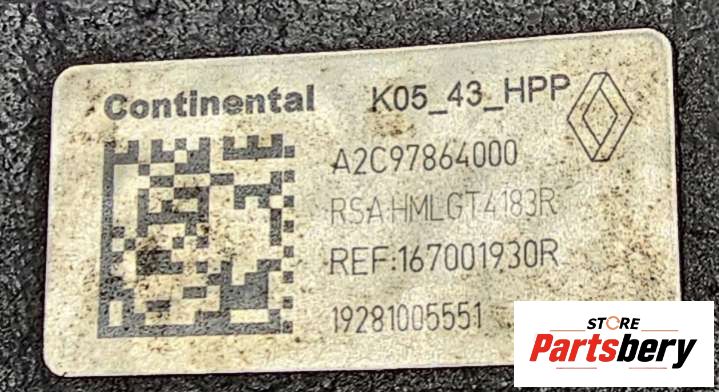 Continental K05_43_HPP
A2C97864000
RSA:HMLGT4183R
REF:167001930R
19281005551
STORE
Partsbery